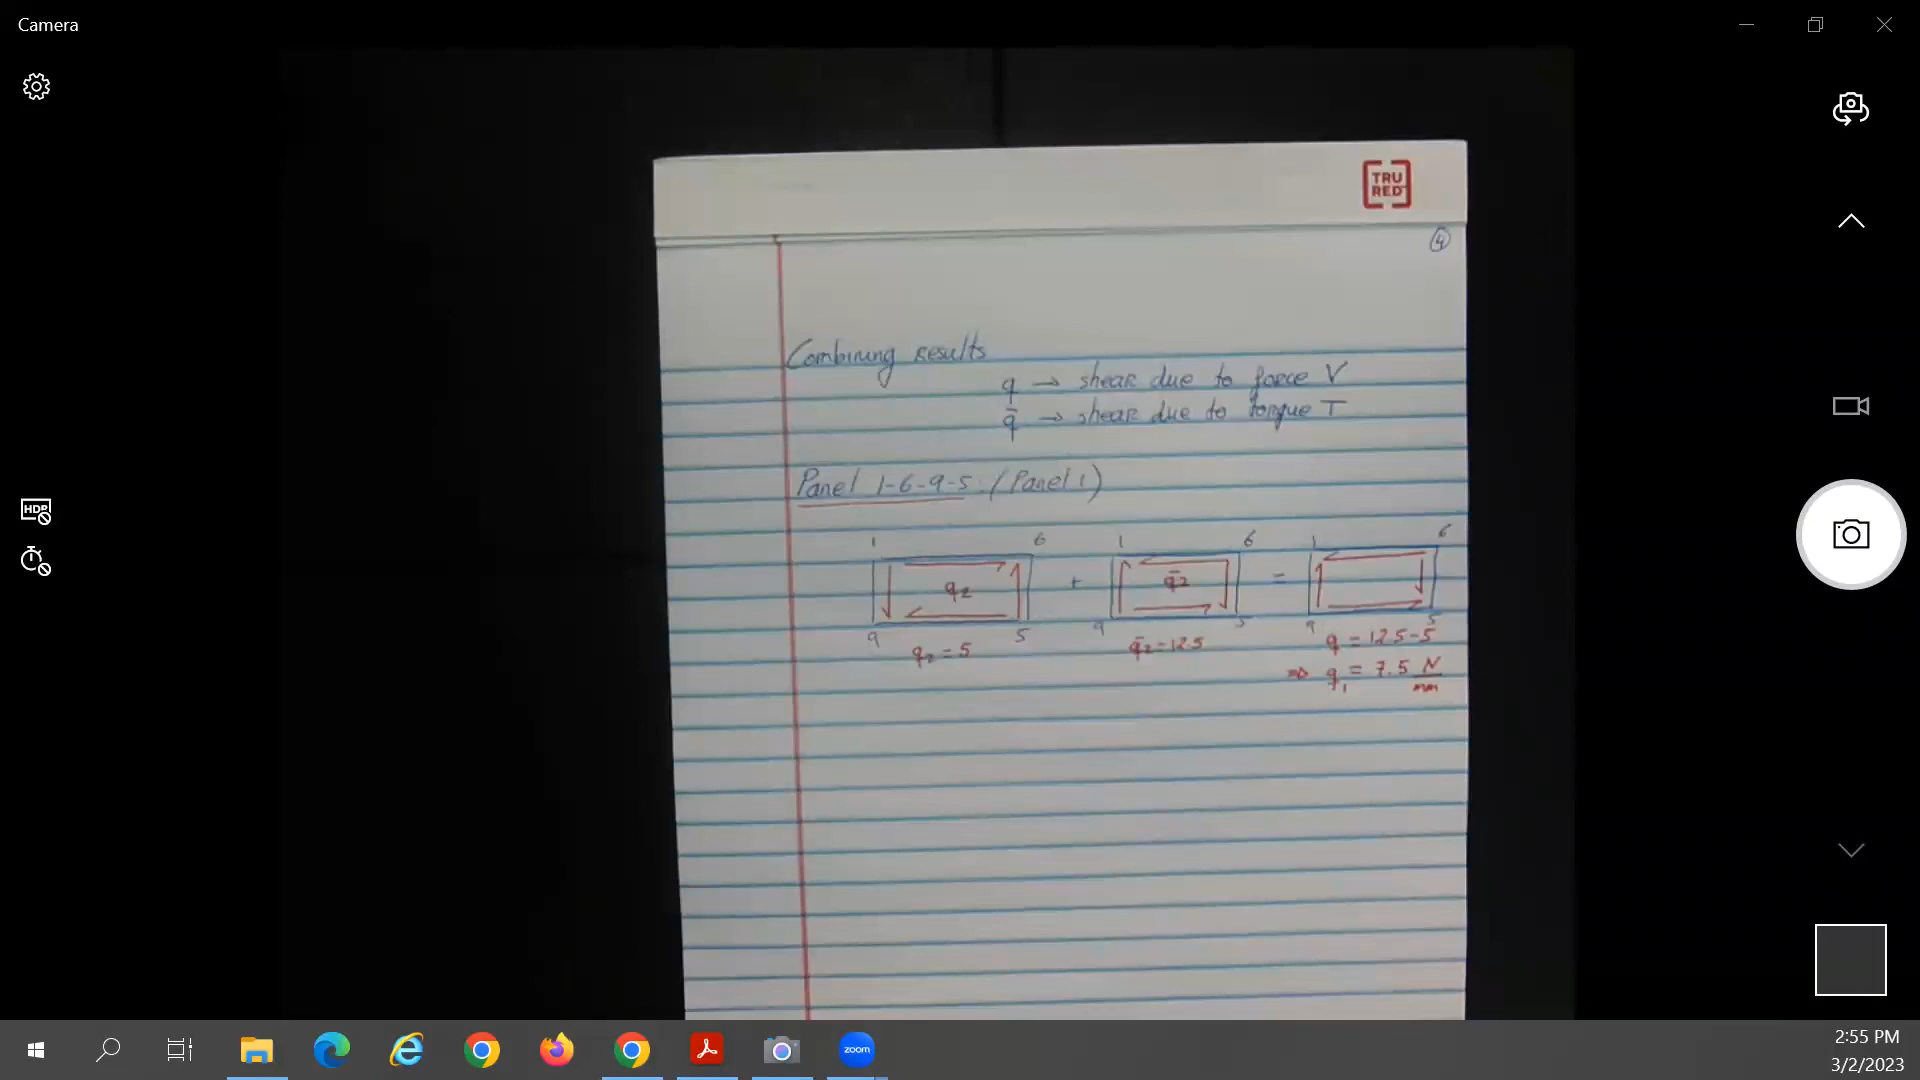 Camera
TRU
RED
4
Combining results
q → shear due to force V
q̄ → shear due to torque T
Panel 1-6-9-5 (Panel 1)
1 6 1 6 1 6
q2 + q̄2 =
9 5 9 5 9 5
q2 = 5 q̄2 = 12.5 q = 12.5-5
⇒ q1 = 7.5 N/mm
HDR
zoom
2:55 PM
3/2/2023